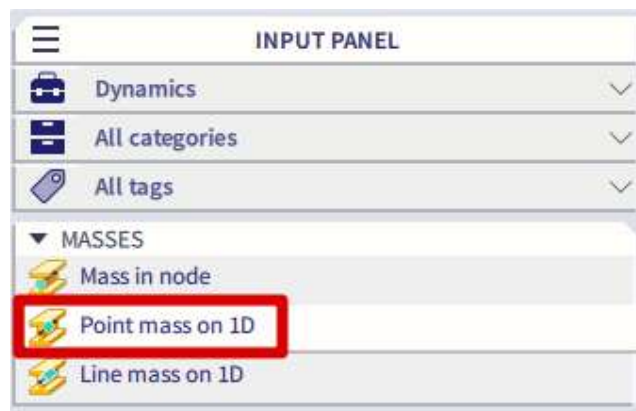 INPUT PANEL
Dynamics
All categories
All tags
MASSES
Mass in node
Point mass on 1D
Line mass on 1D